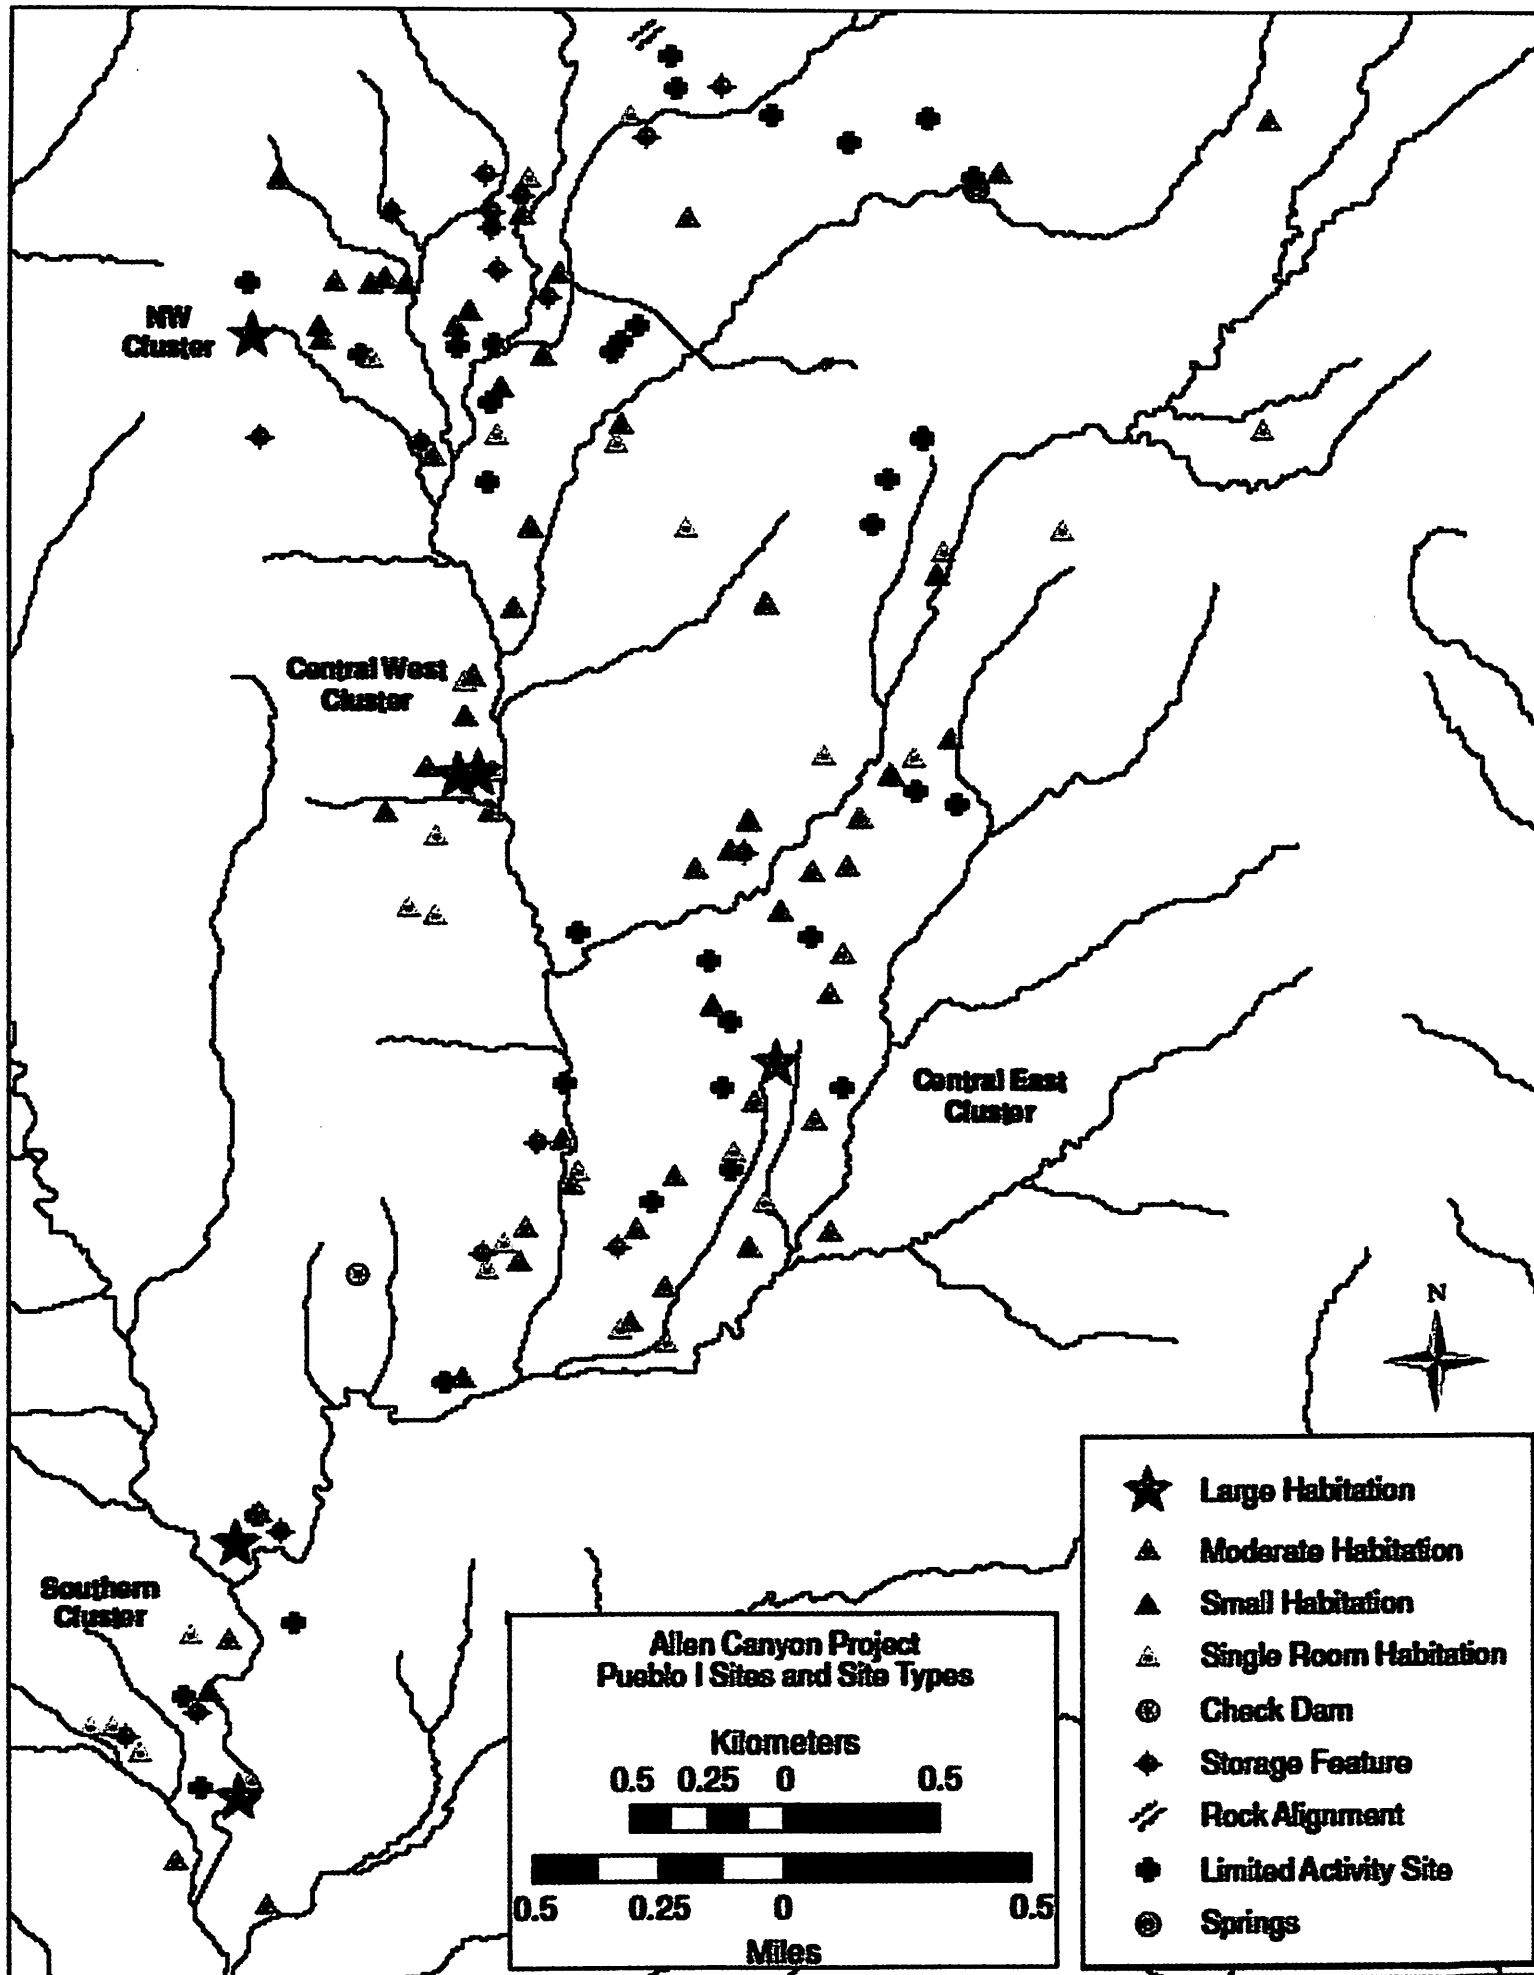 NW
Cluster
Central West
Cluster
Central East
Cluster
N
Southern
Cluster
Allen Canyon Project
Pueblo I Sites and Site Types
Kilometers
0.5 0.25 0 0.5
0.5 0.25 0 0.5
Miles
Large Habitation
Moderate Habitation
Small Habitation
Single Room Habitation
Check Dam
Storage Feature
Rock Alignment
Limited Activity Site
Springs